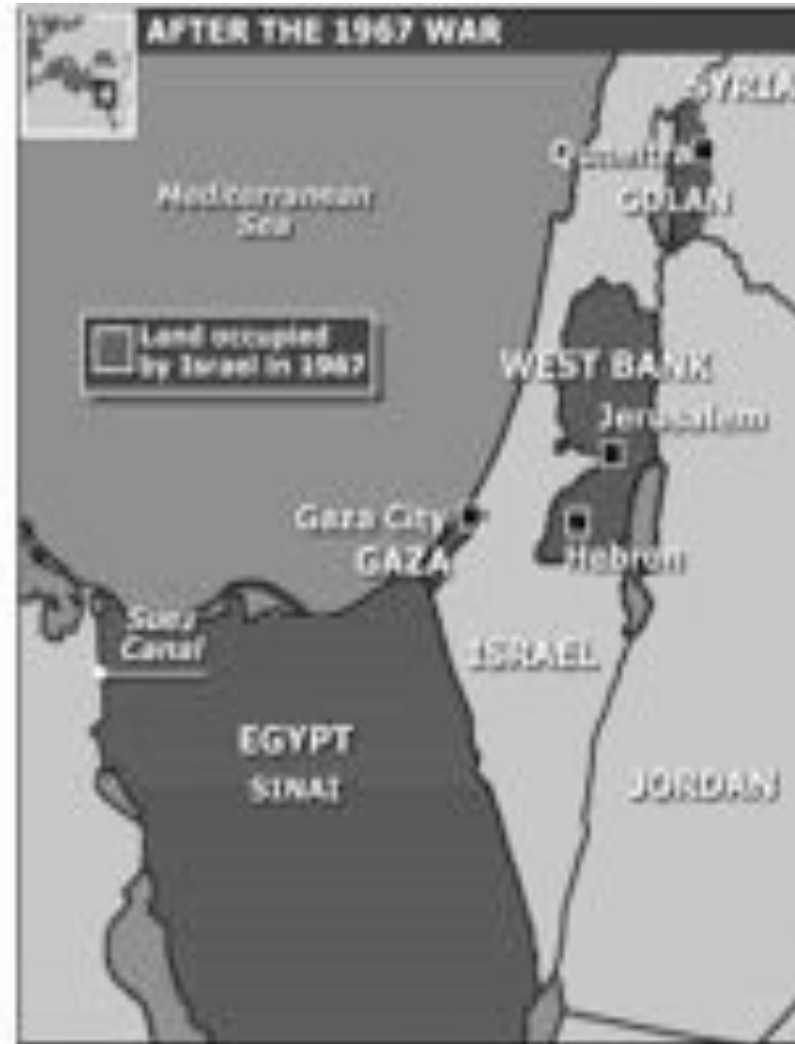 AFTER THE 1967 WAR
SYRIA
Quneitra
GOLAN
Mediterranean
Sea
Land occupied
by Israel in 1967
WEST BANK
Jerusalem
Gaza City
GAZA
Hebron
Suez
Canal
ISRAEL
EGYPT
SINAI
JORDAN